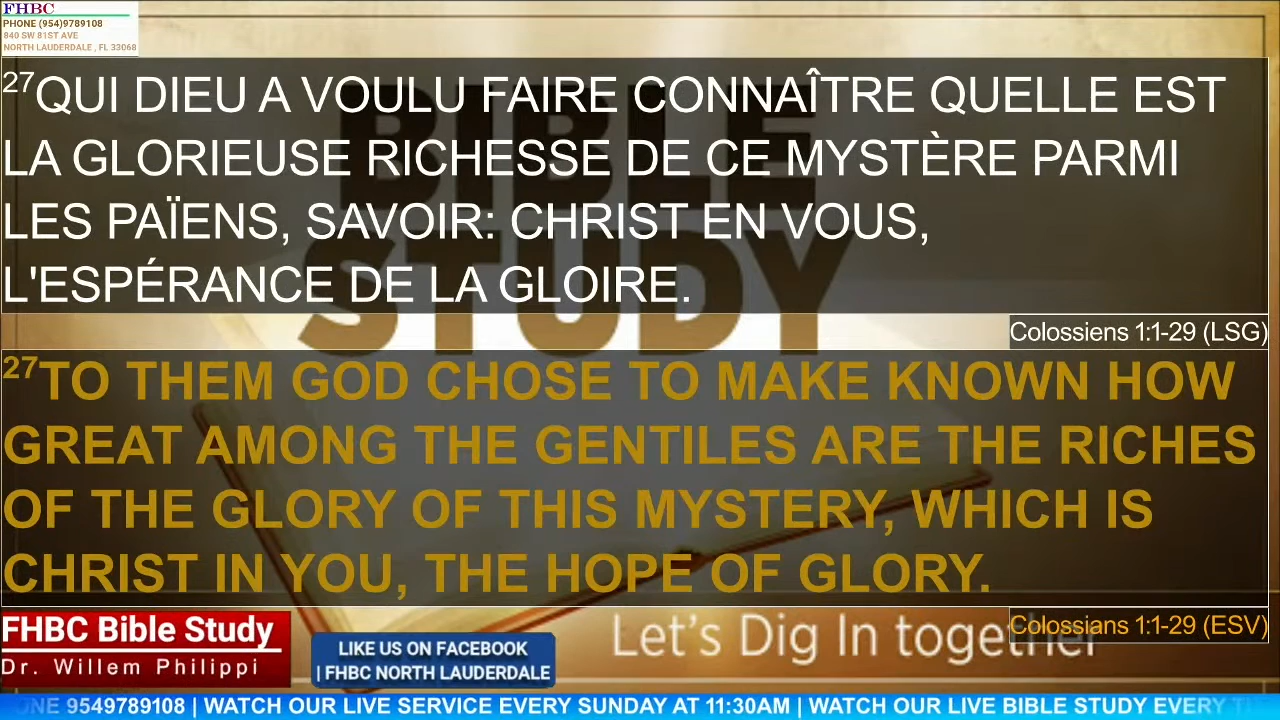 FHBC
PHONE (954)9789108
840 SW 81ST AVE
NORTH LAUDERDALE , FL 33068
27QUI DIEU A VOULU FAIRE CONNAÎTRE QUELLE EST
LA GLORIEUSE RICHESSE DE CE MYSTÈRE PARMI
LES PAÏENS, SAVOIR: CHRIST EN VOUS,
L'ESPÉRANCE DE LA GLOIRE.
BIBLE
STUDY
Colossiens 1:1-29 (LSG)
27TO THEM GOD CHOSE TO MAKE KNOWN HOW
GREAT AMONG THE GENTILES ARE THE RICHES
OF THE GLORY OF THIS MYSTERY, WHICH IS
CHRIST IN YOU, THE HOPE OF GLORY.
Colossians 1:1-29 (ESV)
Let's Dig In together
FHBC Bible Study
Dr. Willem Philippi
LIKE US ON FACEBOOK
| FHBC NORTH LAUDERDALE
ONE 9549789108 | WATCH OUR LIVE SERVICE EVERY SUNDAY AT 11:30AM | WATCH OUR LIVE BIBLE STUDY EVERY